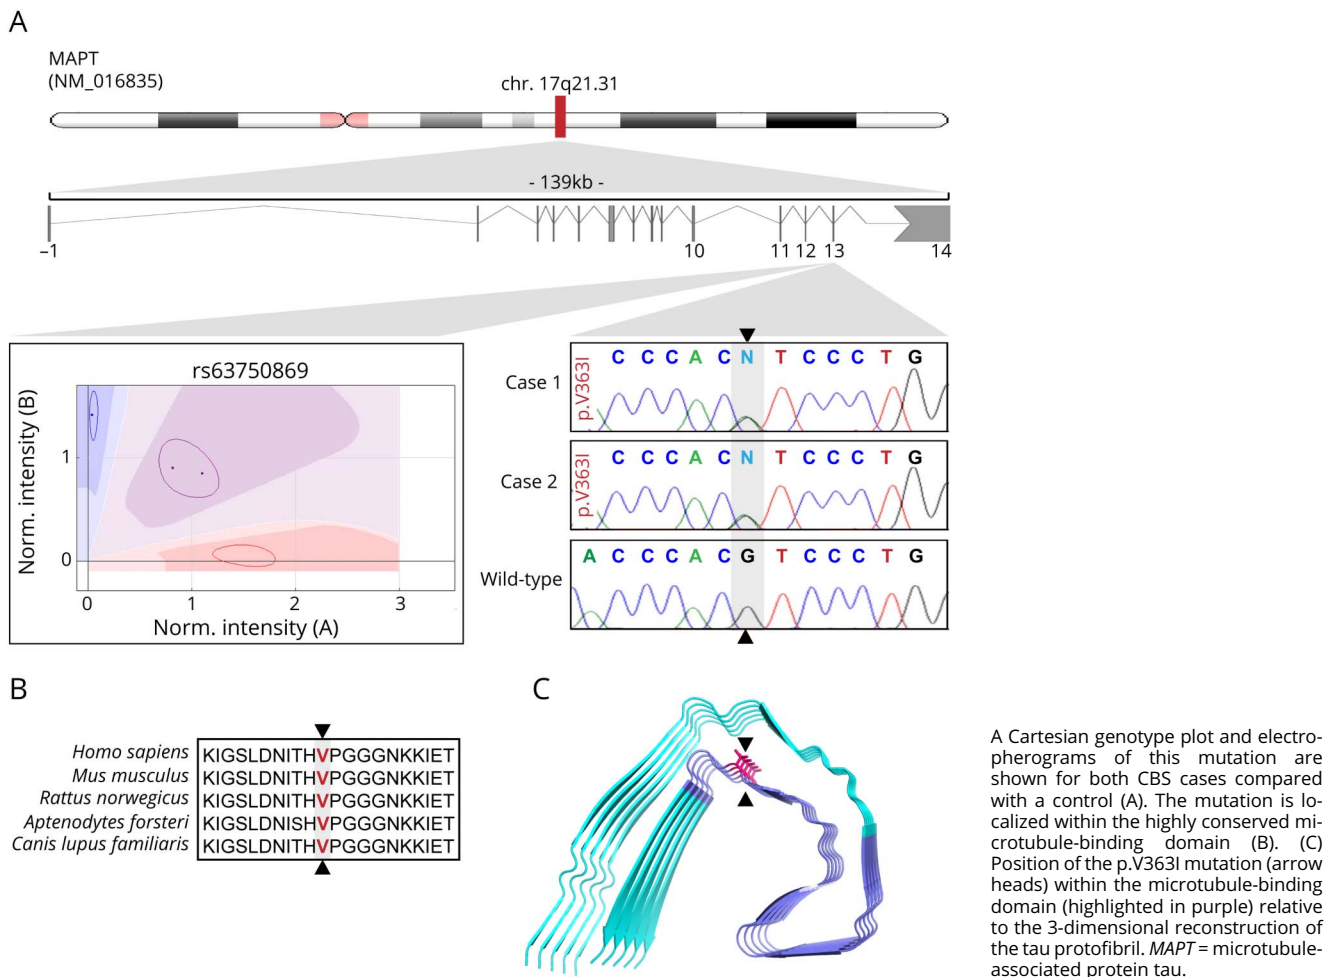 A
MAPT
(NM_016835)
chr. 17q21.31
- 139kb -
–1
10
11
12
13
14
rs63750869
Norm. intensity (B)
1
0
0
1
2
3
Norm. intensity (A)
Case 1
p.V363I
C C C A C N T C C C T G
Case 2
p.V363I
C C C A C N T C C C T G
Wild-type
A C C C A C G T C C C T G
B
Homo sapiens KIGSLDNITHVPGGGNKKIET
Mus musculus KIGSLDNITHVPGGGNKKIET
Rattus norwegicus KIGSLDNITHVPGGGNKKIET
Aptenodytes forsteri KIGSLDNISHVPGGGNKKIET
Canis lupus familiaris KIGSLDNITHVPGGGNKKIET
C
A Cartesian genotype plot and electro-
pherograms of this mutation are
shown for both CBS cases compared
with a control (A). The mutation is lo-
calized within the highly conserved mi-
crotubule-binding domain (B). (C)
Position of the p.V363I mutation (arrow
heads) within the microtubule-binding
domain (highlighted in purple) relative
to the 3-dimensional reconstruction of
the tau protofibril. MAPT = microtubule-
associated protein tau.